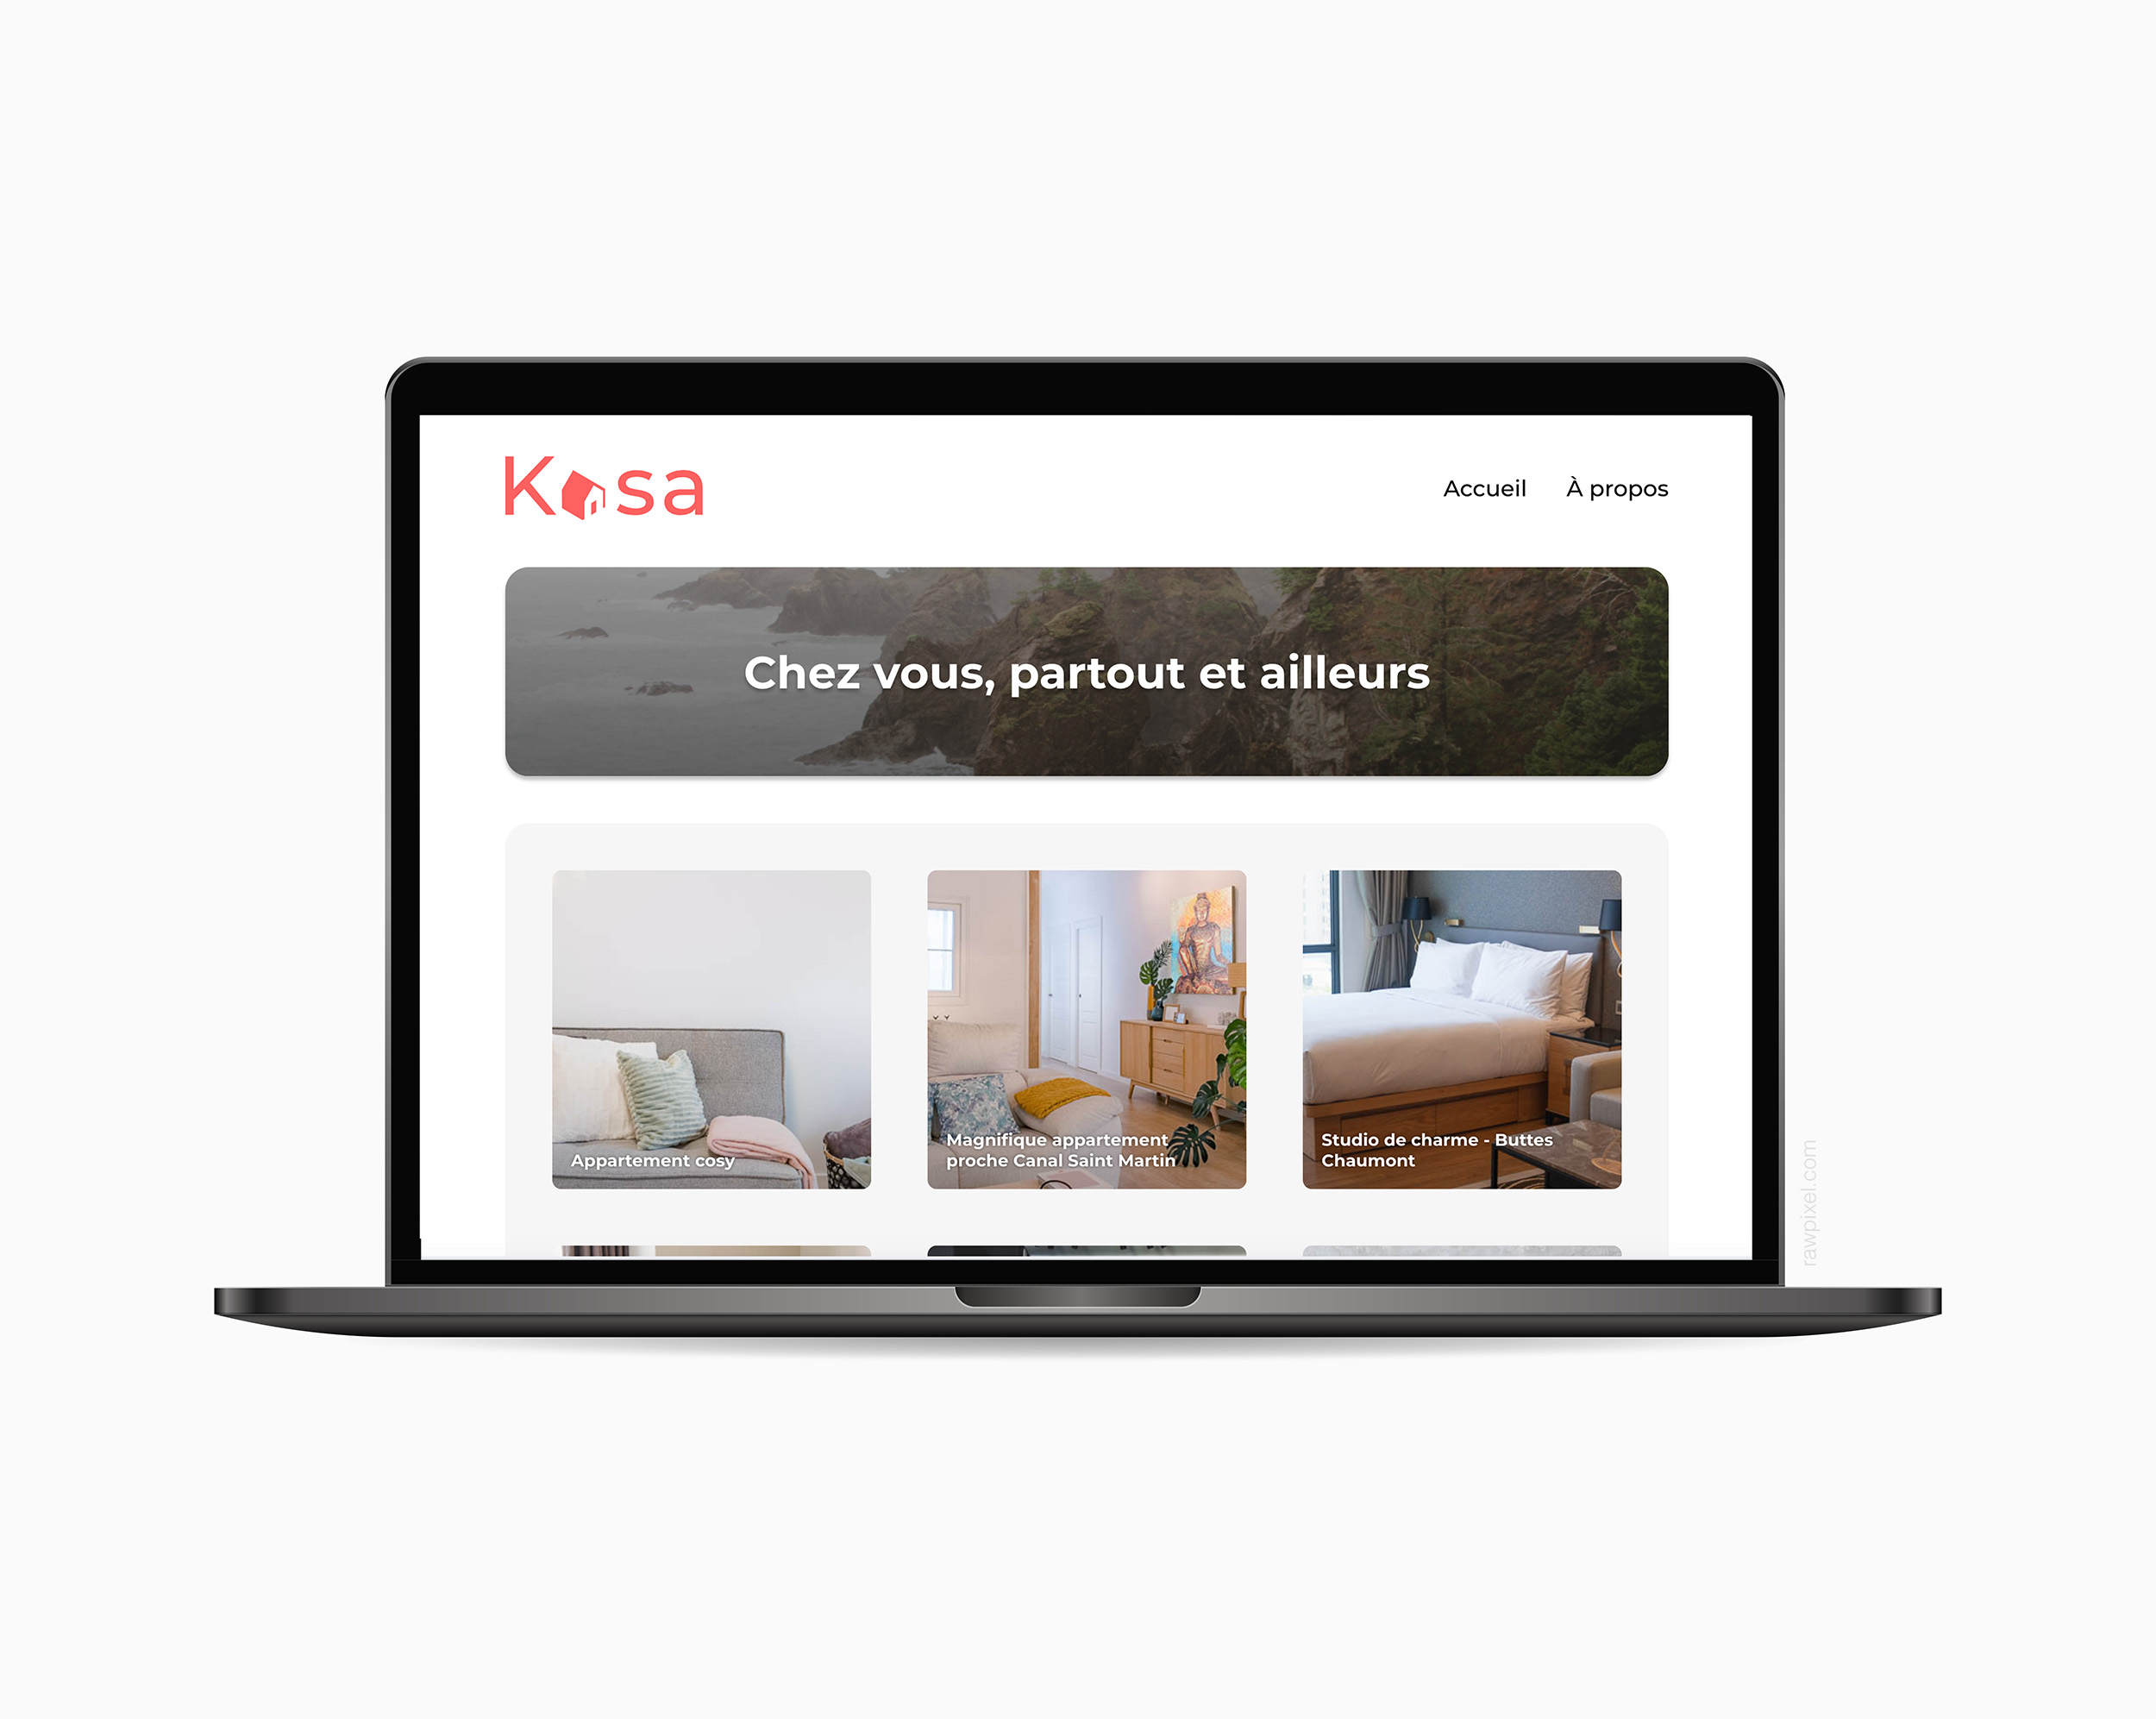 Kasa
Accueil
À propos
Chez vous, partout et ailleurs
Appartement cosy
Magnifique appartement
proche Canal Saint Martin
Studio de charme - Buttes
Chaumont
rawpixel.com